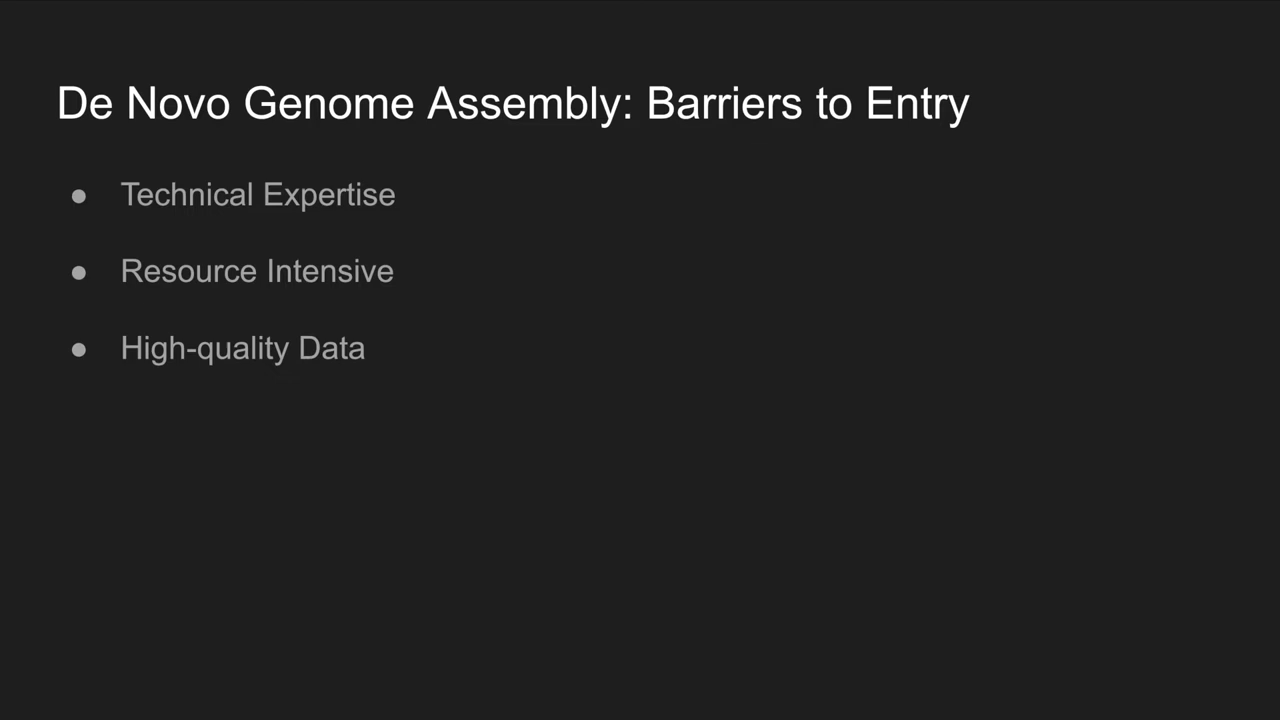 De Novo Genome Assembly: Barriers to Entry
● Technical Expertise
● Resource Intensive
● High-quality Data